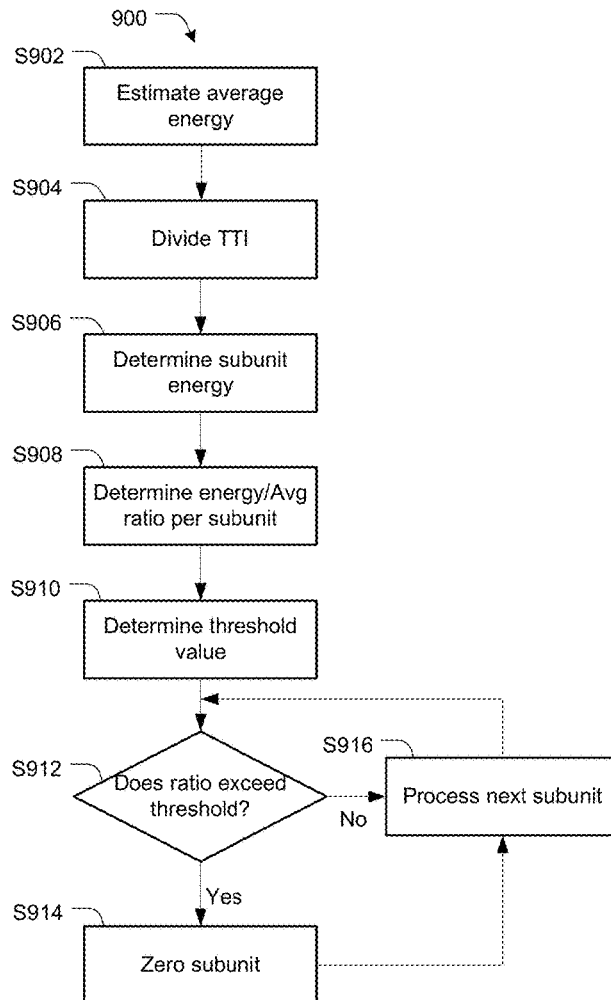 900
S902
Estimate average
energy
S904
Divide TTI
S906
Determine subunit
energy
S908
Determine energy/Avg
ratio per subunit
S910
Determine threshold
value
S912
Does ratio exceed
threshold?
No
S916
Process next subunit
Yes
S914
Zero subunit